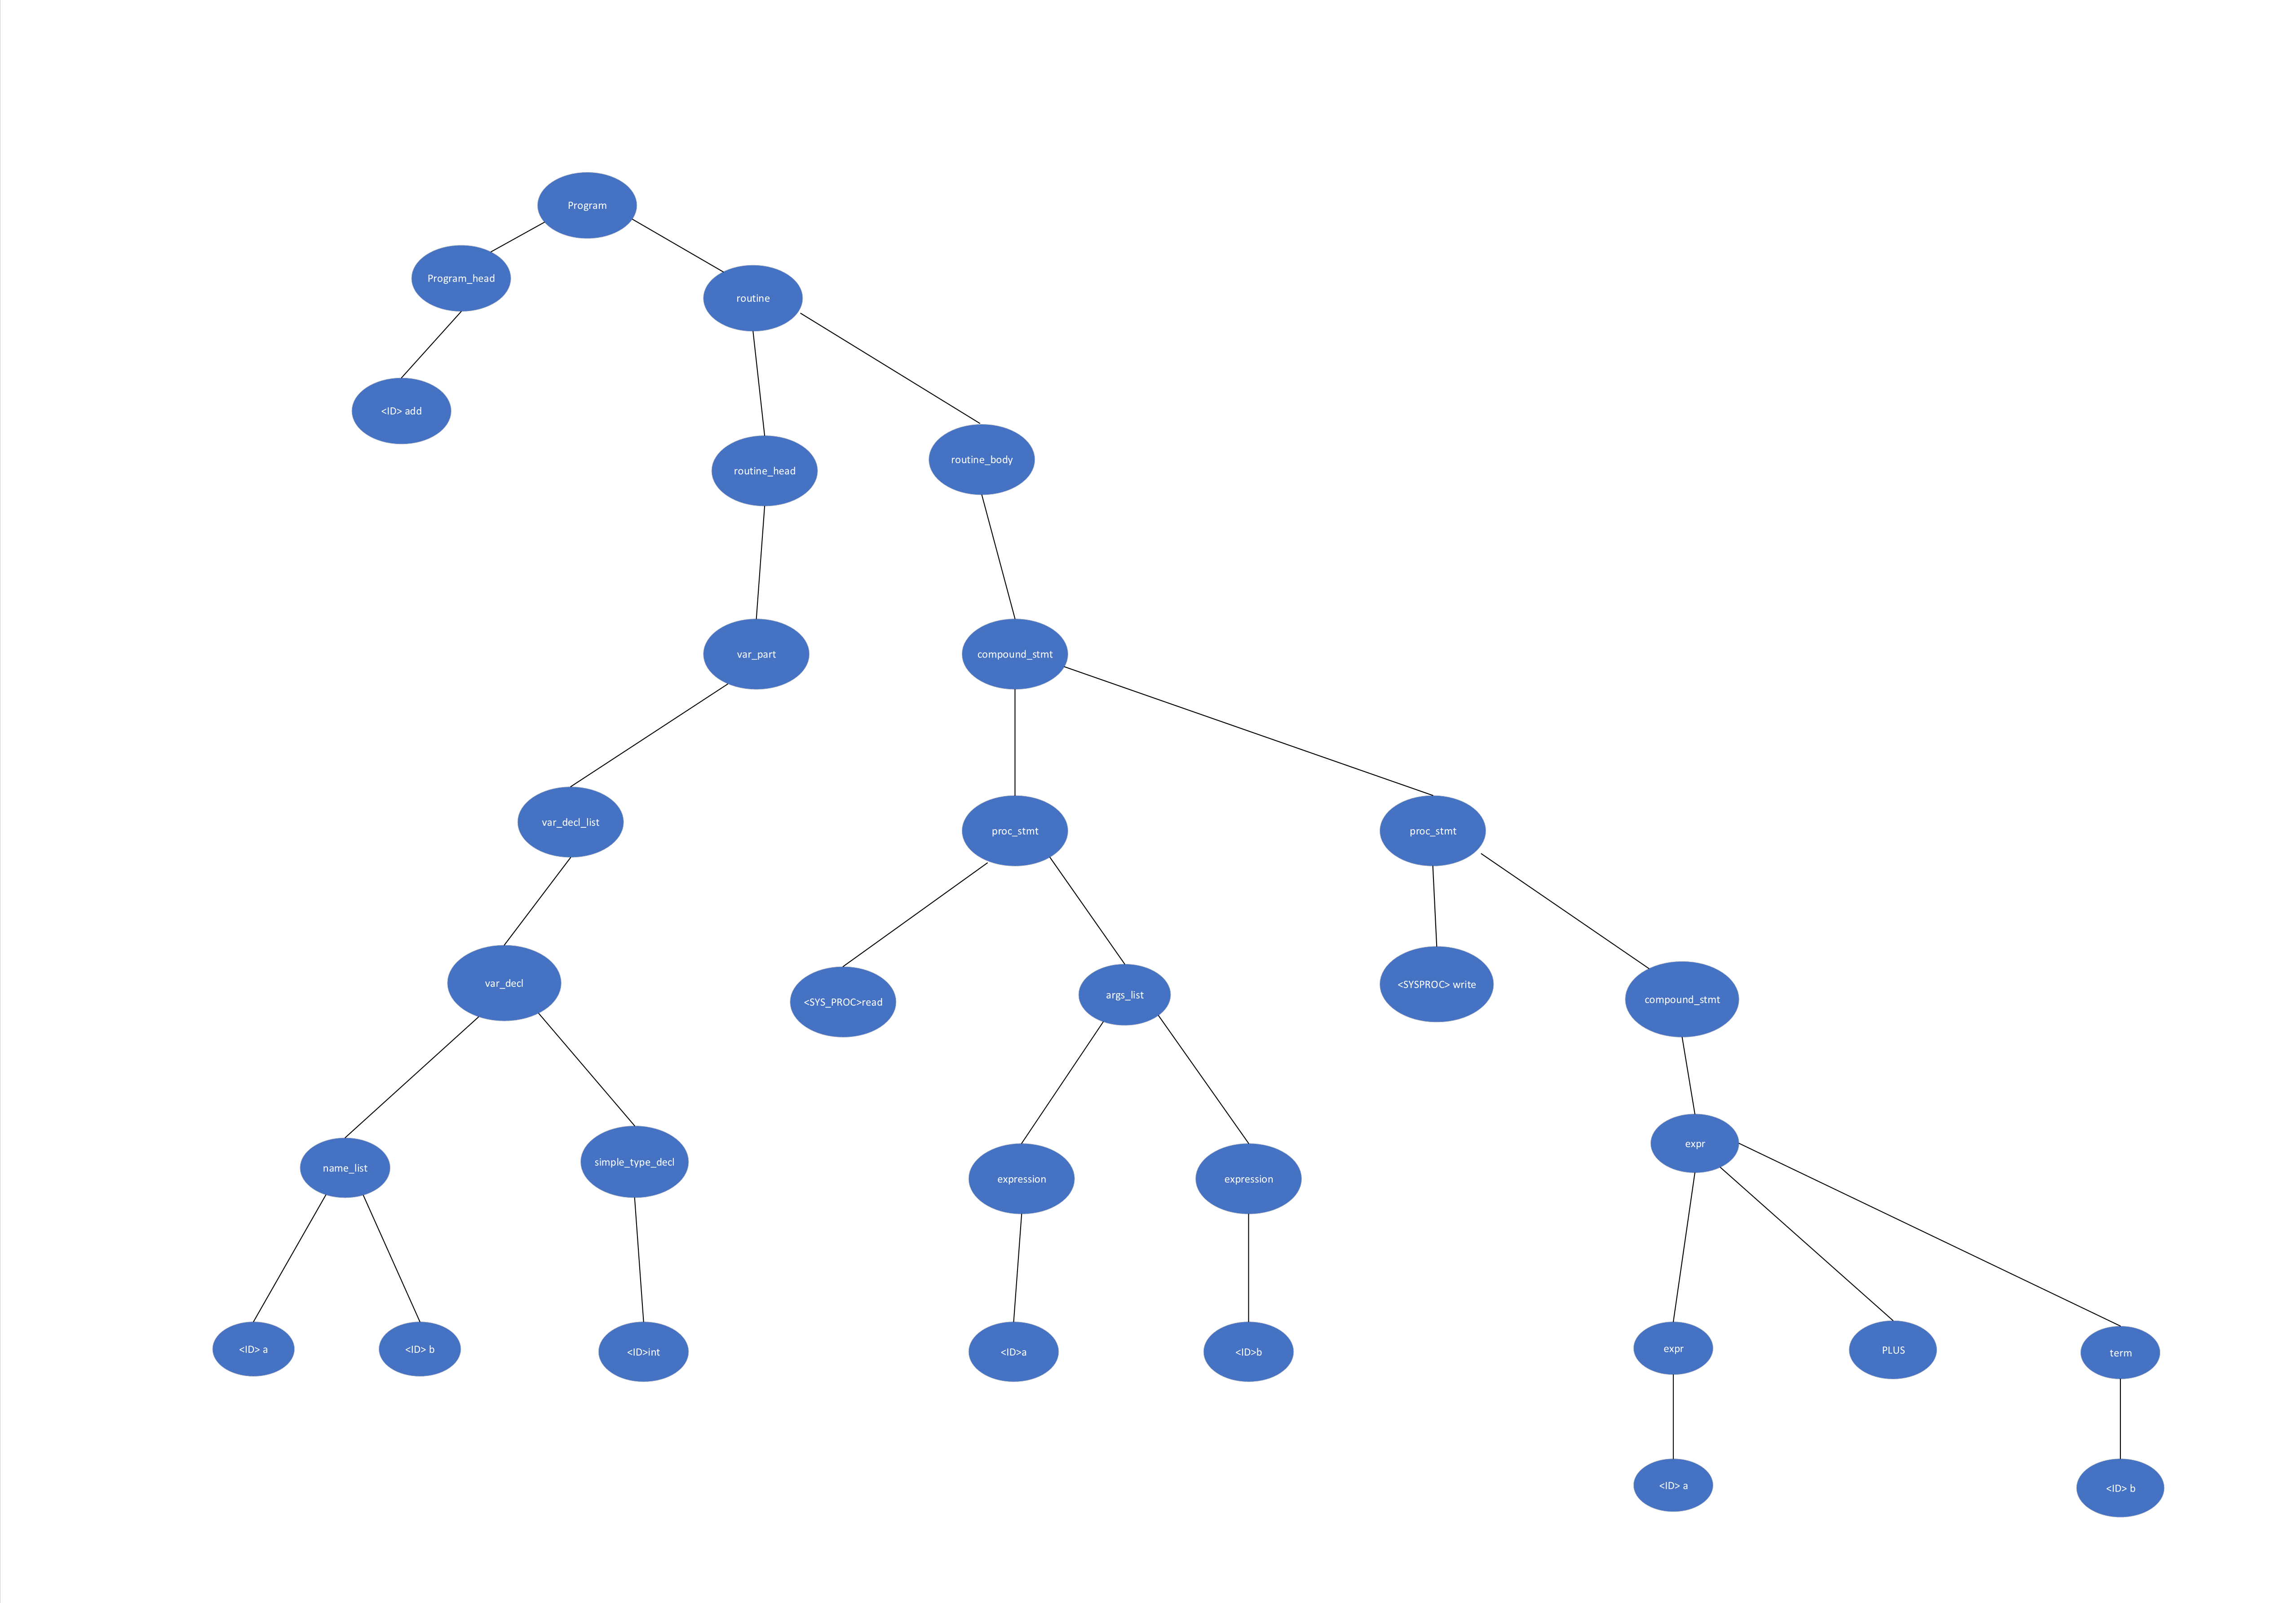 Program
Program_head
routine
<ID> add
routine_head
routine_body
var_part
compound_stmt
var_decl_list
proc_stmt
proc_stmt
var_decl
<SYS_PROC>read
args_list
<SYSPROC> write
compound_stmt
name_list
simple_type_decl
expression
expression
expr
<ID> a
<ID> b
<ID>int
<ID>a
<ID>b
expr
PLUS
term
<ID> a
<ID> b